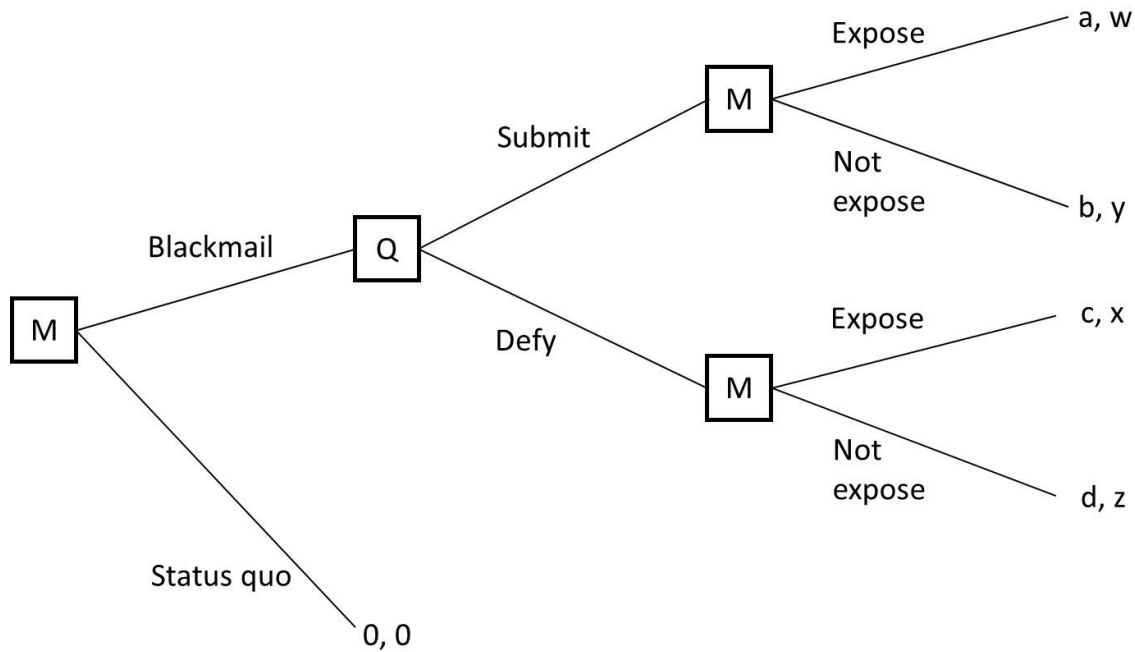 Expose
a, w
M
Submit
Not
expose
b, y
Blackmail
Q
M
Defy
Expose
c, x
M
Not
expose
d, z
Status quo
0, 0